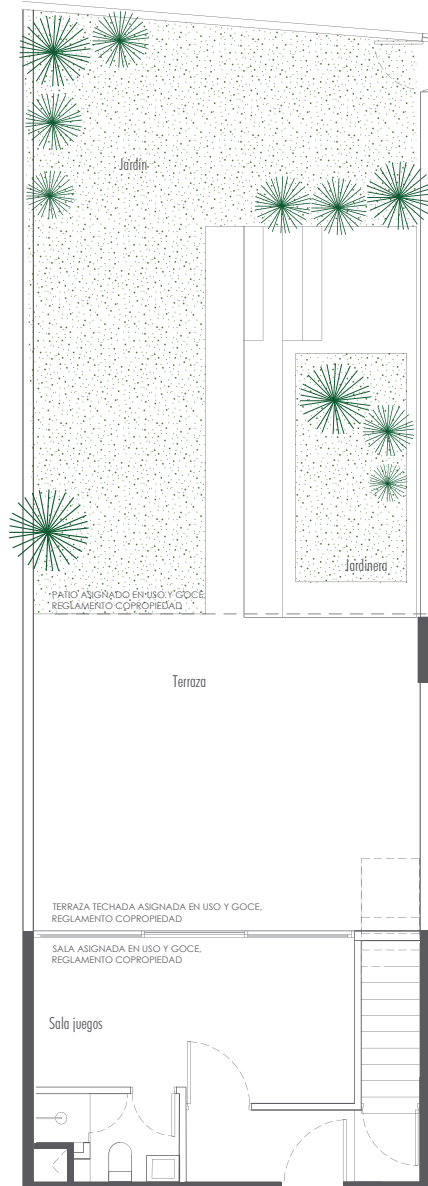 Jardín
Jardinera
PATIO ASIGNADO EN USO Y GOCE,
REGLAMENTO COPROPIEDAD
Terraza
TERRAZA TECHADA ASIGNADA EN USO Y GOCE,
REGLAMENTO COPROPIEDAD
SALA ASIGNADA EN USO Y GOCE,
REGLAMENTO COPROPIEDAD
Sala juegos